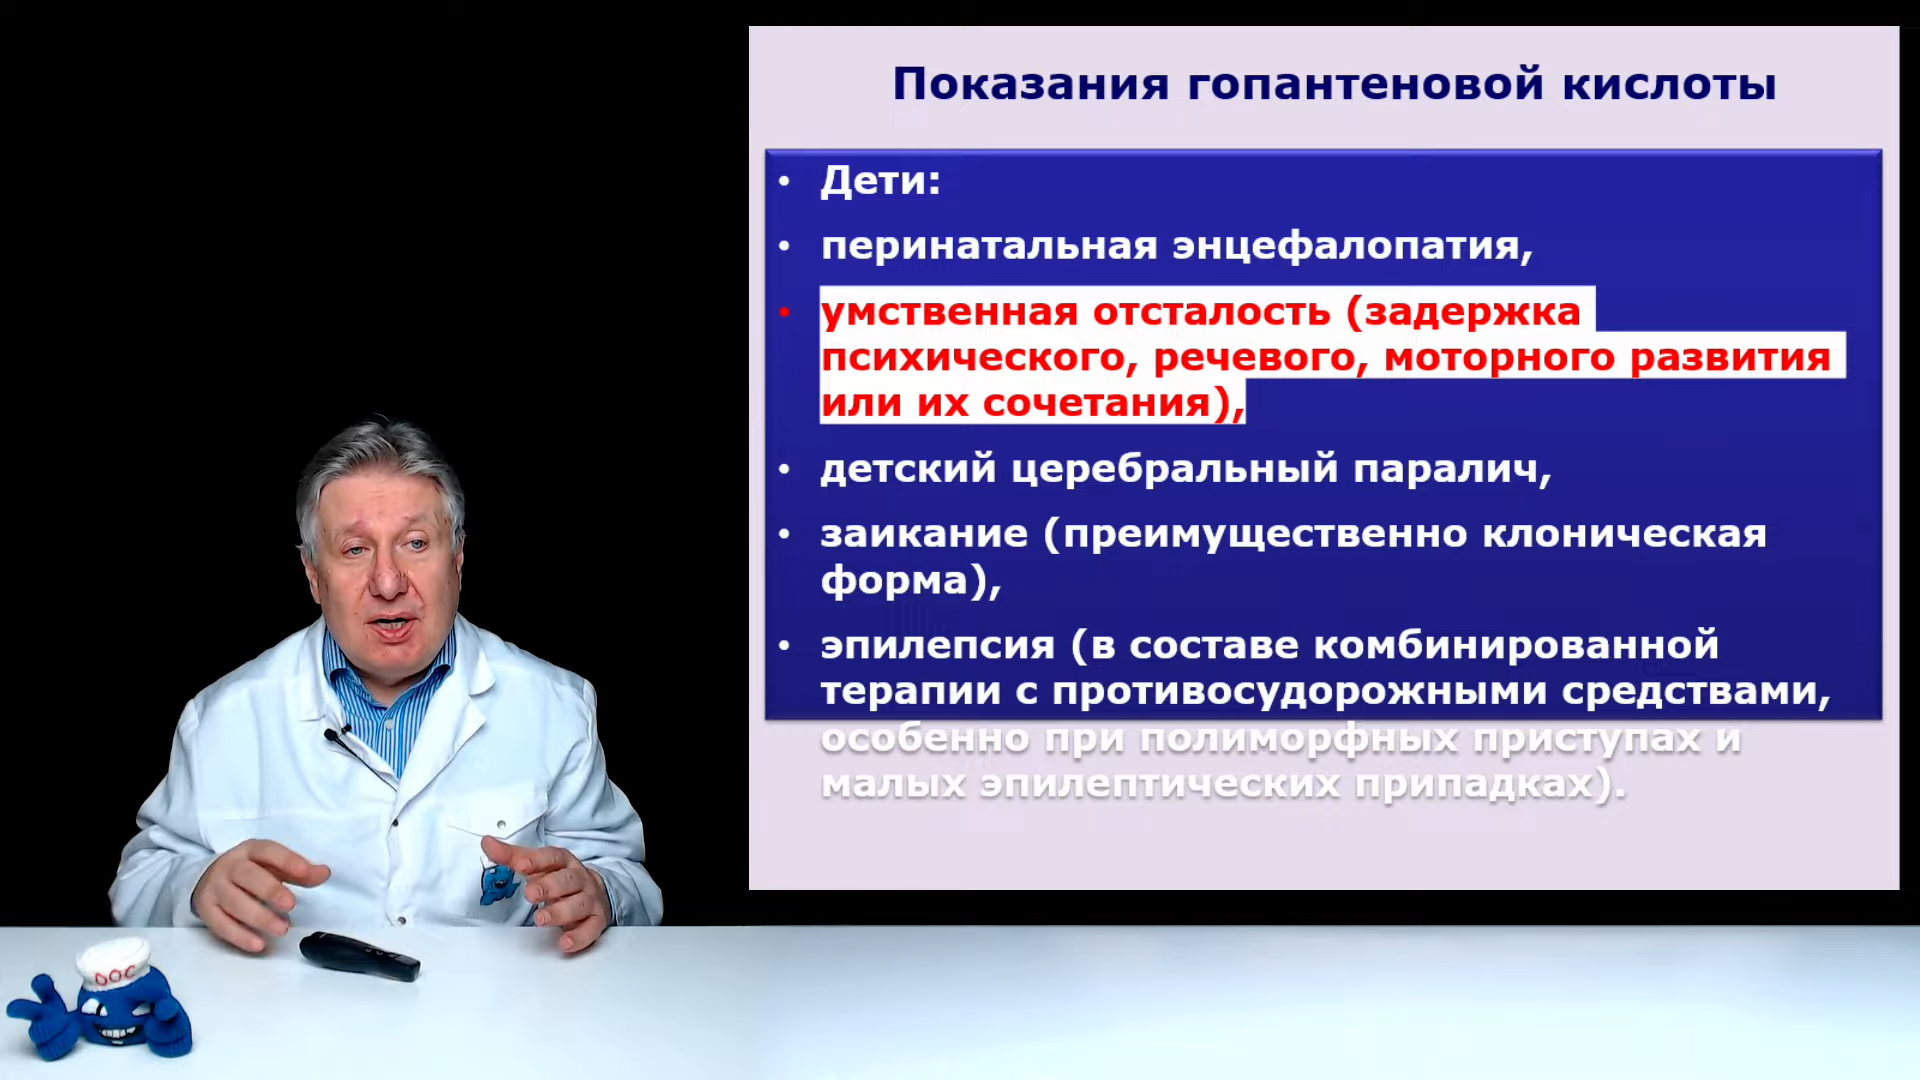 Показания гопантеновой кислоты
• Дети:
• перинатальная энцефалопатия,
• умственная отсталость (задержка
психического, речевого, моторного развития
или их сочетания),
• детский церебральный паралич,
• заикание (преимущественно клоническая
форма),
• эпилепсия (в составе комбинированной
терапии с противосудорожными средствами,
особенно при полиморфных приступах и
малых эпилептических припадках).
DOC